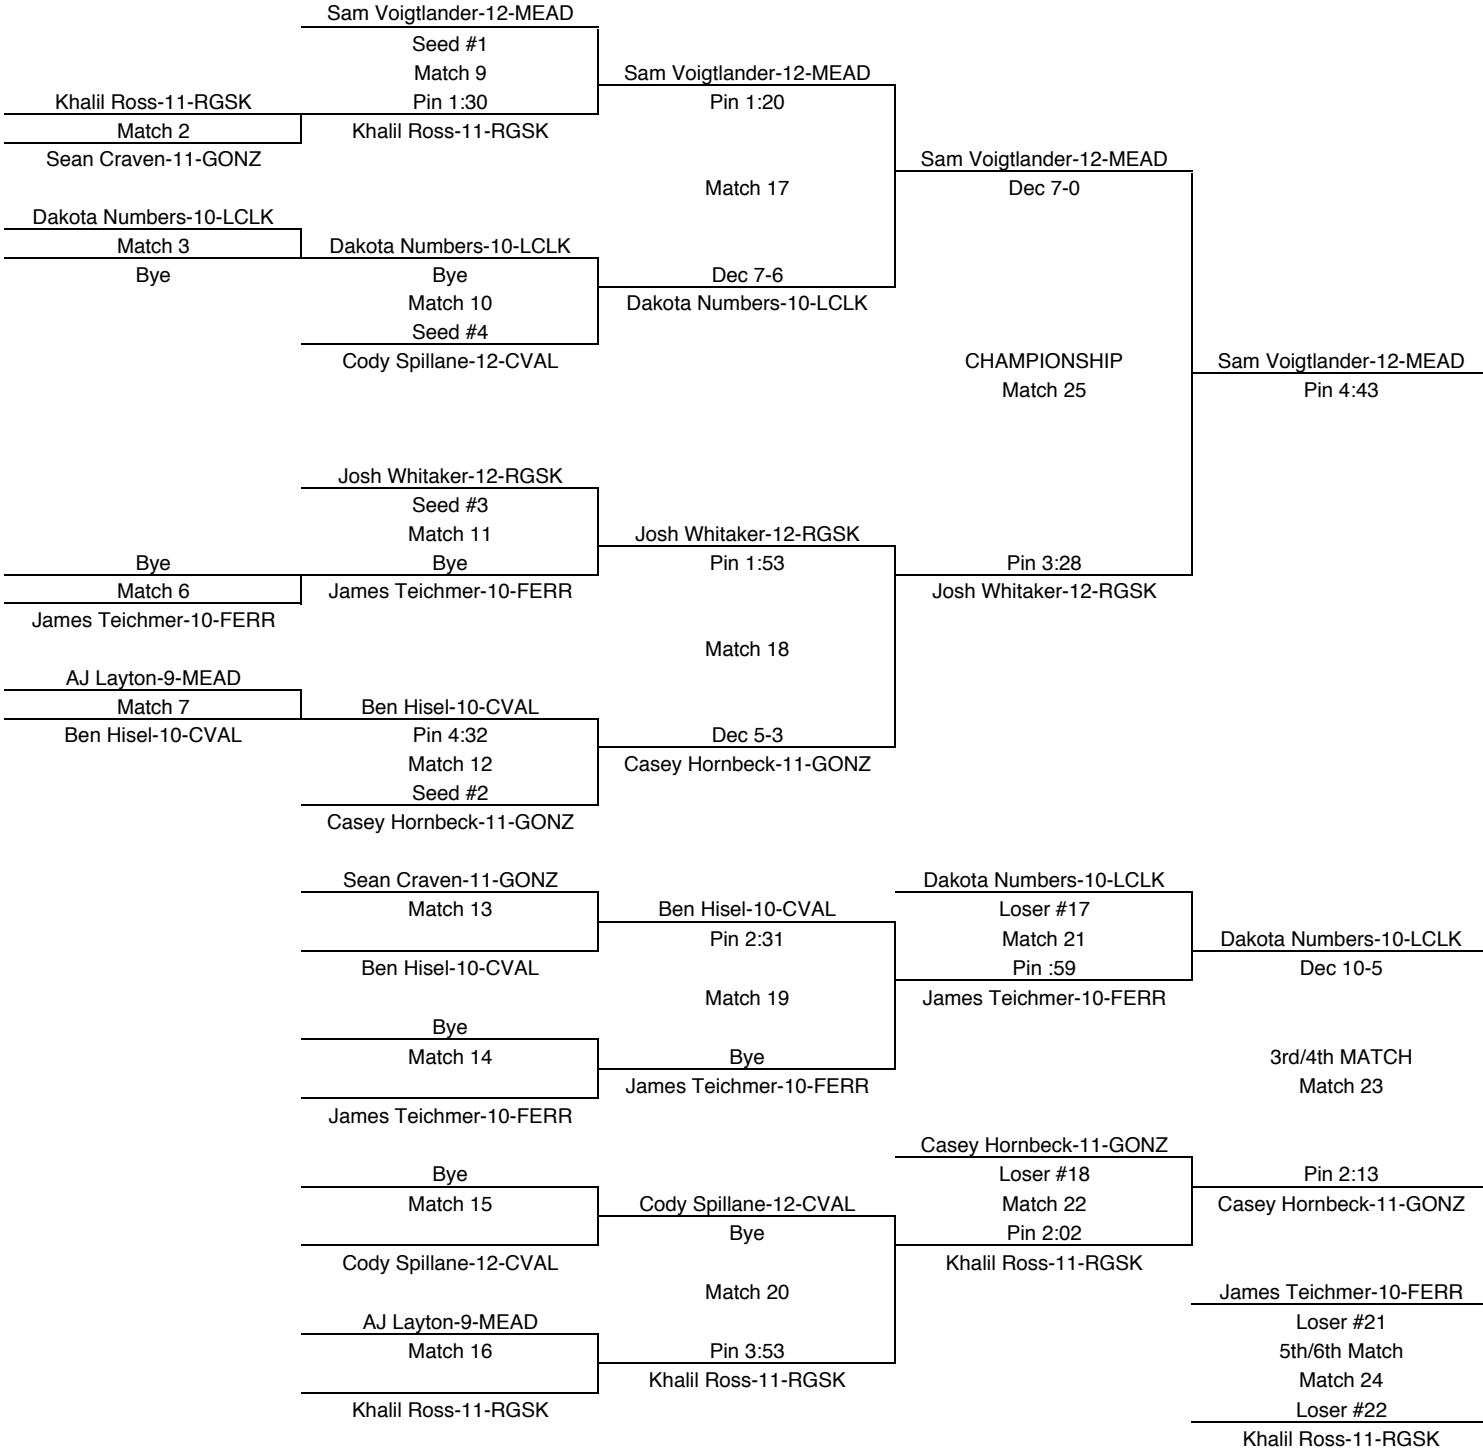 Sam Voigtlander-12-MEAD
Seed #1
Match 9
Sam Voigtlander-12-MEAD
Khalil Ross-11-RGSK
Pin 1:30
Pin 1:20
Match 2
Khalil Ross-11-RGSK
Sean Craven-11-GONZ
Sam Voigtlander-12-MEAD
Match 17
Dec 7-0
Dakota Numbers-10-LCLK
Match 3
Dakota Numbers-10-LCLK
Bye
Bye
Dec 7-6
Match 10
Dakota Numbers-10-LCLK
Seed #4
Cody Spillane-12-CVAL
CHAMPIONSHIP
Sam Voigtlander-12-MEAD
Match 25
Pin 4:43
Josh Whitaker-12-RGSK
Seed #3
Match 11
Josh Whitaker-12-RGSK
Bye
Bye
Pin 1:53
Pin 3:28
Match 6
James Teichmer-10-FERR
Josh Whitaker-12-RGSK
James Teichmer-10-FERR
Match 18
AJ Layton-9-MEAD
Match 7
Ben Hisel-10-CVAL
Ben Hisel-10-CVAL
Pin 4:32
Dec 5-3
Match 12
Casey Hornbeck-11-GONZ
Seed #2
Casey Hornbeck-11-GONZ
Sean Craven-11-GONZ
Dakota Numbers-10-LCLK
Match 13
Ben Hisel-10-CVAL
Loser #17
Pin 2:31
Match 21
Dakota Numbers-10-LCLK
Ben Hisel-10-CVAL
Pin :59
Dec 10-5
Match 19
James Teichmer-10-FERR
Bye
Match 14
Bye
3rd/4th MATCH
James Teichmer-10-FERR
Match 23
James Teichmer-10-FERR
Casey Hornbeck-11-GONZ
Bye
Loser #18
Pin 2:13
Match 15
Cody Spillane-12-CVAL
Match 22
Casey Hornbeck-11-GONZ
Bye
Pin 2:02
Cody Spillane-12-CVAL
Khalil Ross-11-RGSK
Match 20
James Teichmer-10-FERR
AJ Layton-9-MEAD
Loser #21
Match 16
Pin 3:53
5th/6th Match
Khalil Ross-11-RGSK
Match 24
Khalil Ross-11-RGSK
Loser #22
Khalil Ross-11-RGSK